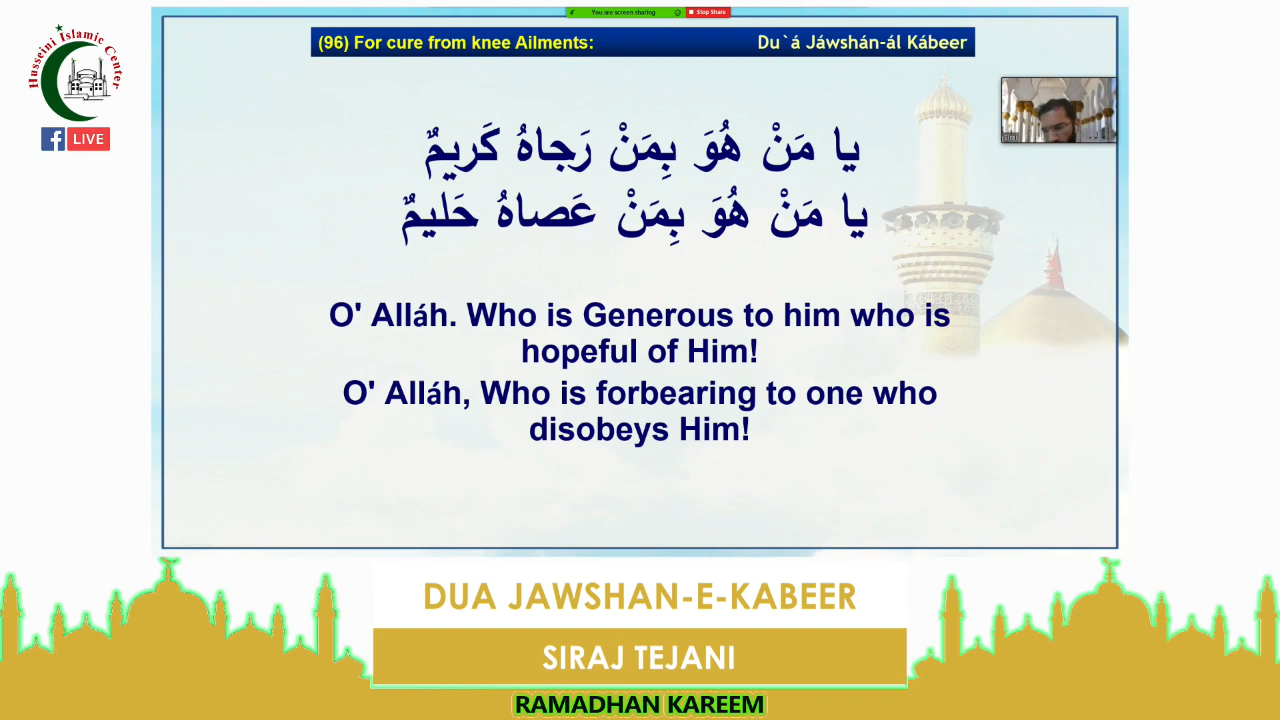 You are screen sharing
Stop Share
Husseini Islamic Center
LIVE
(96) For cure from knee Ailments:
Du`á Jáwshán-ál Kábeer
يا مَنْ هُوَ بِمَنْ رَجاهُ كَريمٌ
يا مَنْ هُوَ بِمَنْ عَصاهُ حَليمٌ
O' Alláh. Who is Generous to him who is
hopeful of Him!
O' Alláh, Who is forbearing to one who
disobeys Him!
DUA JAWSHAN-E-KABEER
SIRAJ TEJANI
RAMADHAN KAREEM